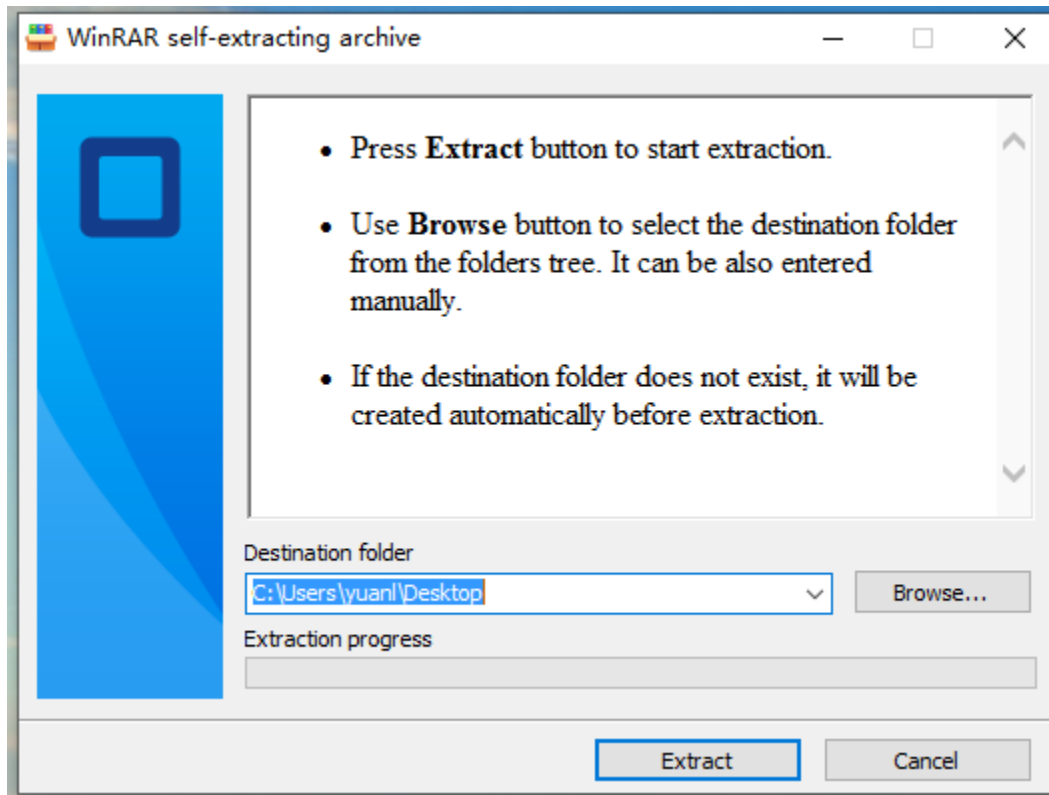 WinRAR self-extracting archive
Press Extract button to start extraction.
Use Browse button to select the destination folder
from the folders tree. It can be also entered
manually.
If the destination folder does not exist, it will be
created automatically before extraction.
Destination folder
C:\Users\yuanl\Desktop
Browse...
Extraction progress
Extract
Cancel